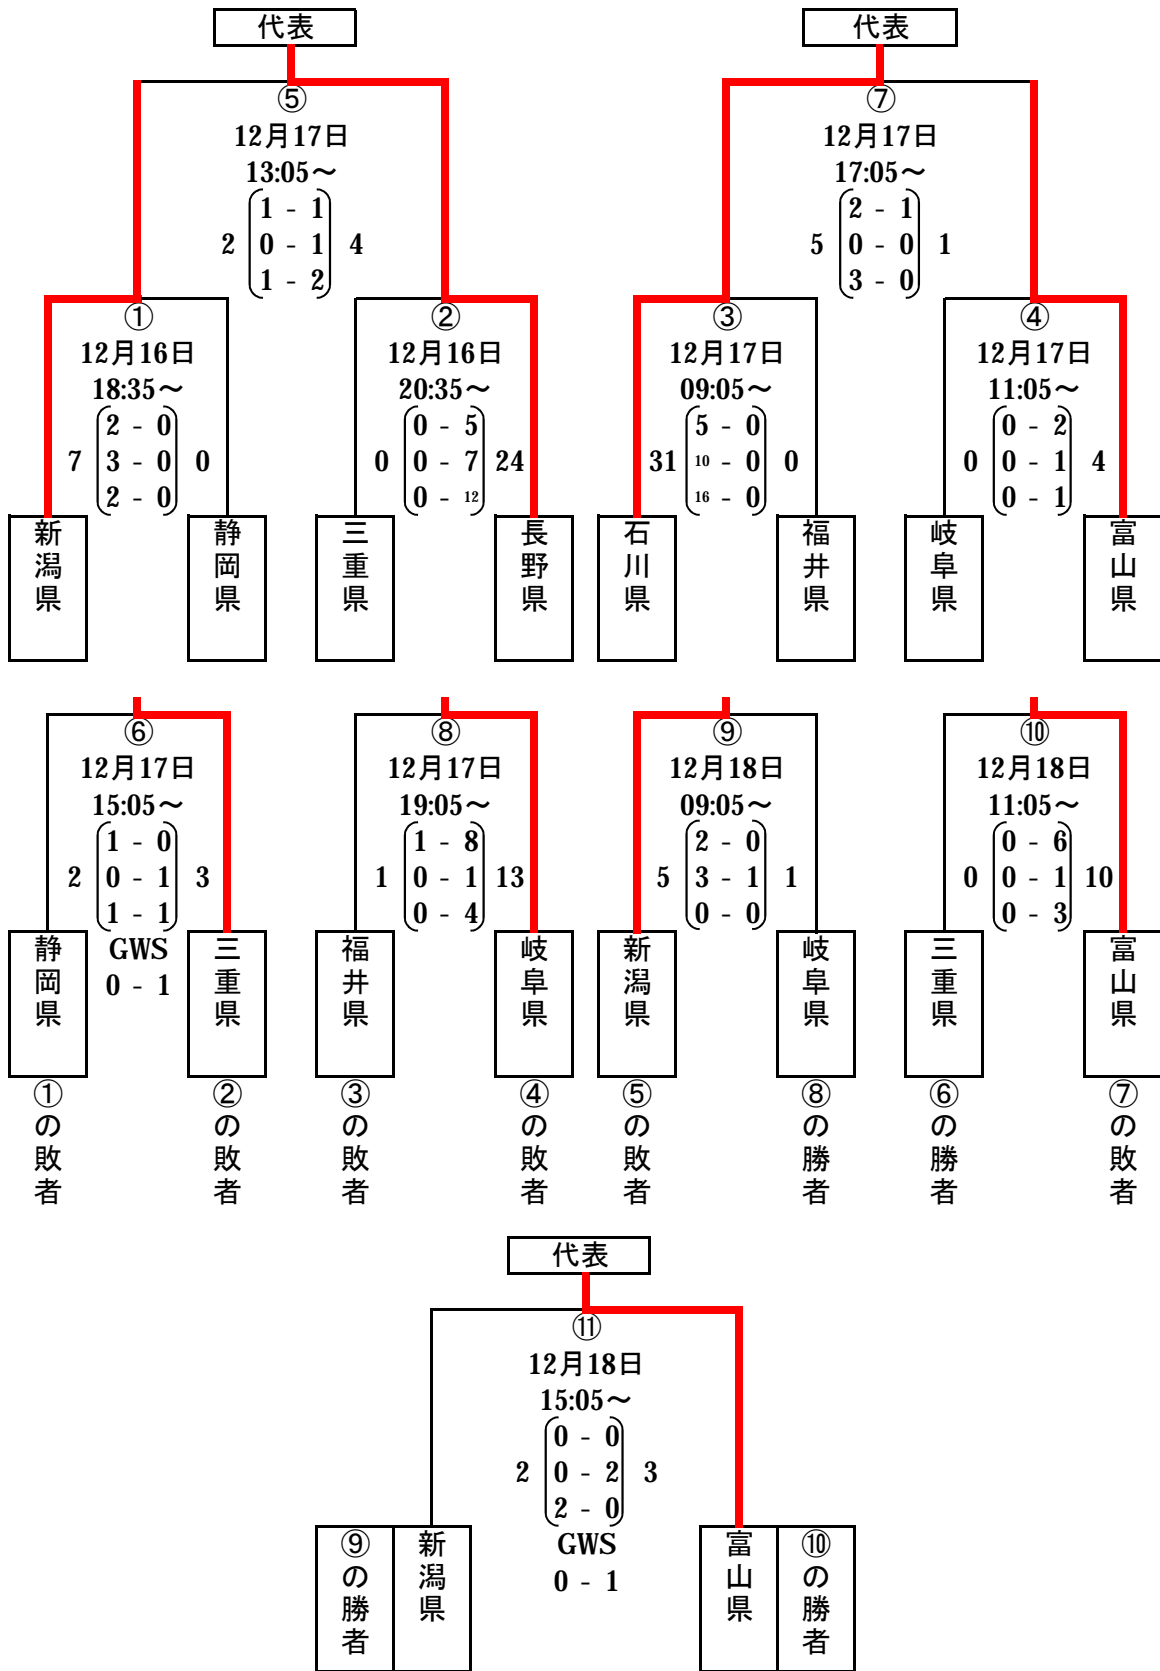 代表 代表
⑤ ⑦
12月17日 12月17日
13:05～ 17:05～
1 - 1 2 - 1
2 0 - 1 4 5 0 - 0 1
1 - 2 3 - 0
① ② ③ ④
12月16日 12月16日 12月17日 12月17日
18:35～ 20:35～ 09:05～ 11:05～
2 - 0 0 - 5 5 - 0 0 - 2
7 3 - 0 0 0 0 - 7 24 31 10 - 0 0 0 0 - 1 4
2 - 0 0 - 12 16 - 0 0 - 1
新潟県 静岡県 三重県 長野県 石川県 福井県 岐阜県 富山県
⑥ ⑧ ⑨ ⑩
12月17日 12月17日 12月18日 12月18日
15:05～ 19:05～ 09:05～ 11:05～
1 - 0 1 - 8 2 - 0 0 - 6
2 0 - 1 3 1 0 - 1 13 5 3 - 1 1 0 0 - 1 10
1 - 1 0 - 4 0 - 0 0 - 3
GWS
0 - 1
静岡県 三重県 福井県 岐阜県 新潟県 岐阜県 三重県 富山県
①の敗者 ②の敗者 ③の敗者 ④の敗者 ⑤の敗者 ⑧の勝者 ⑥の勝者 ⑦の敗者
代表
⑪
12月18日
15:05～
0 - 0
2 0 - 2 3
2 - 0
GWS
0 - 1
⑨の勝者 新潟県 富山県 ⑩の勝者